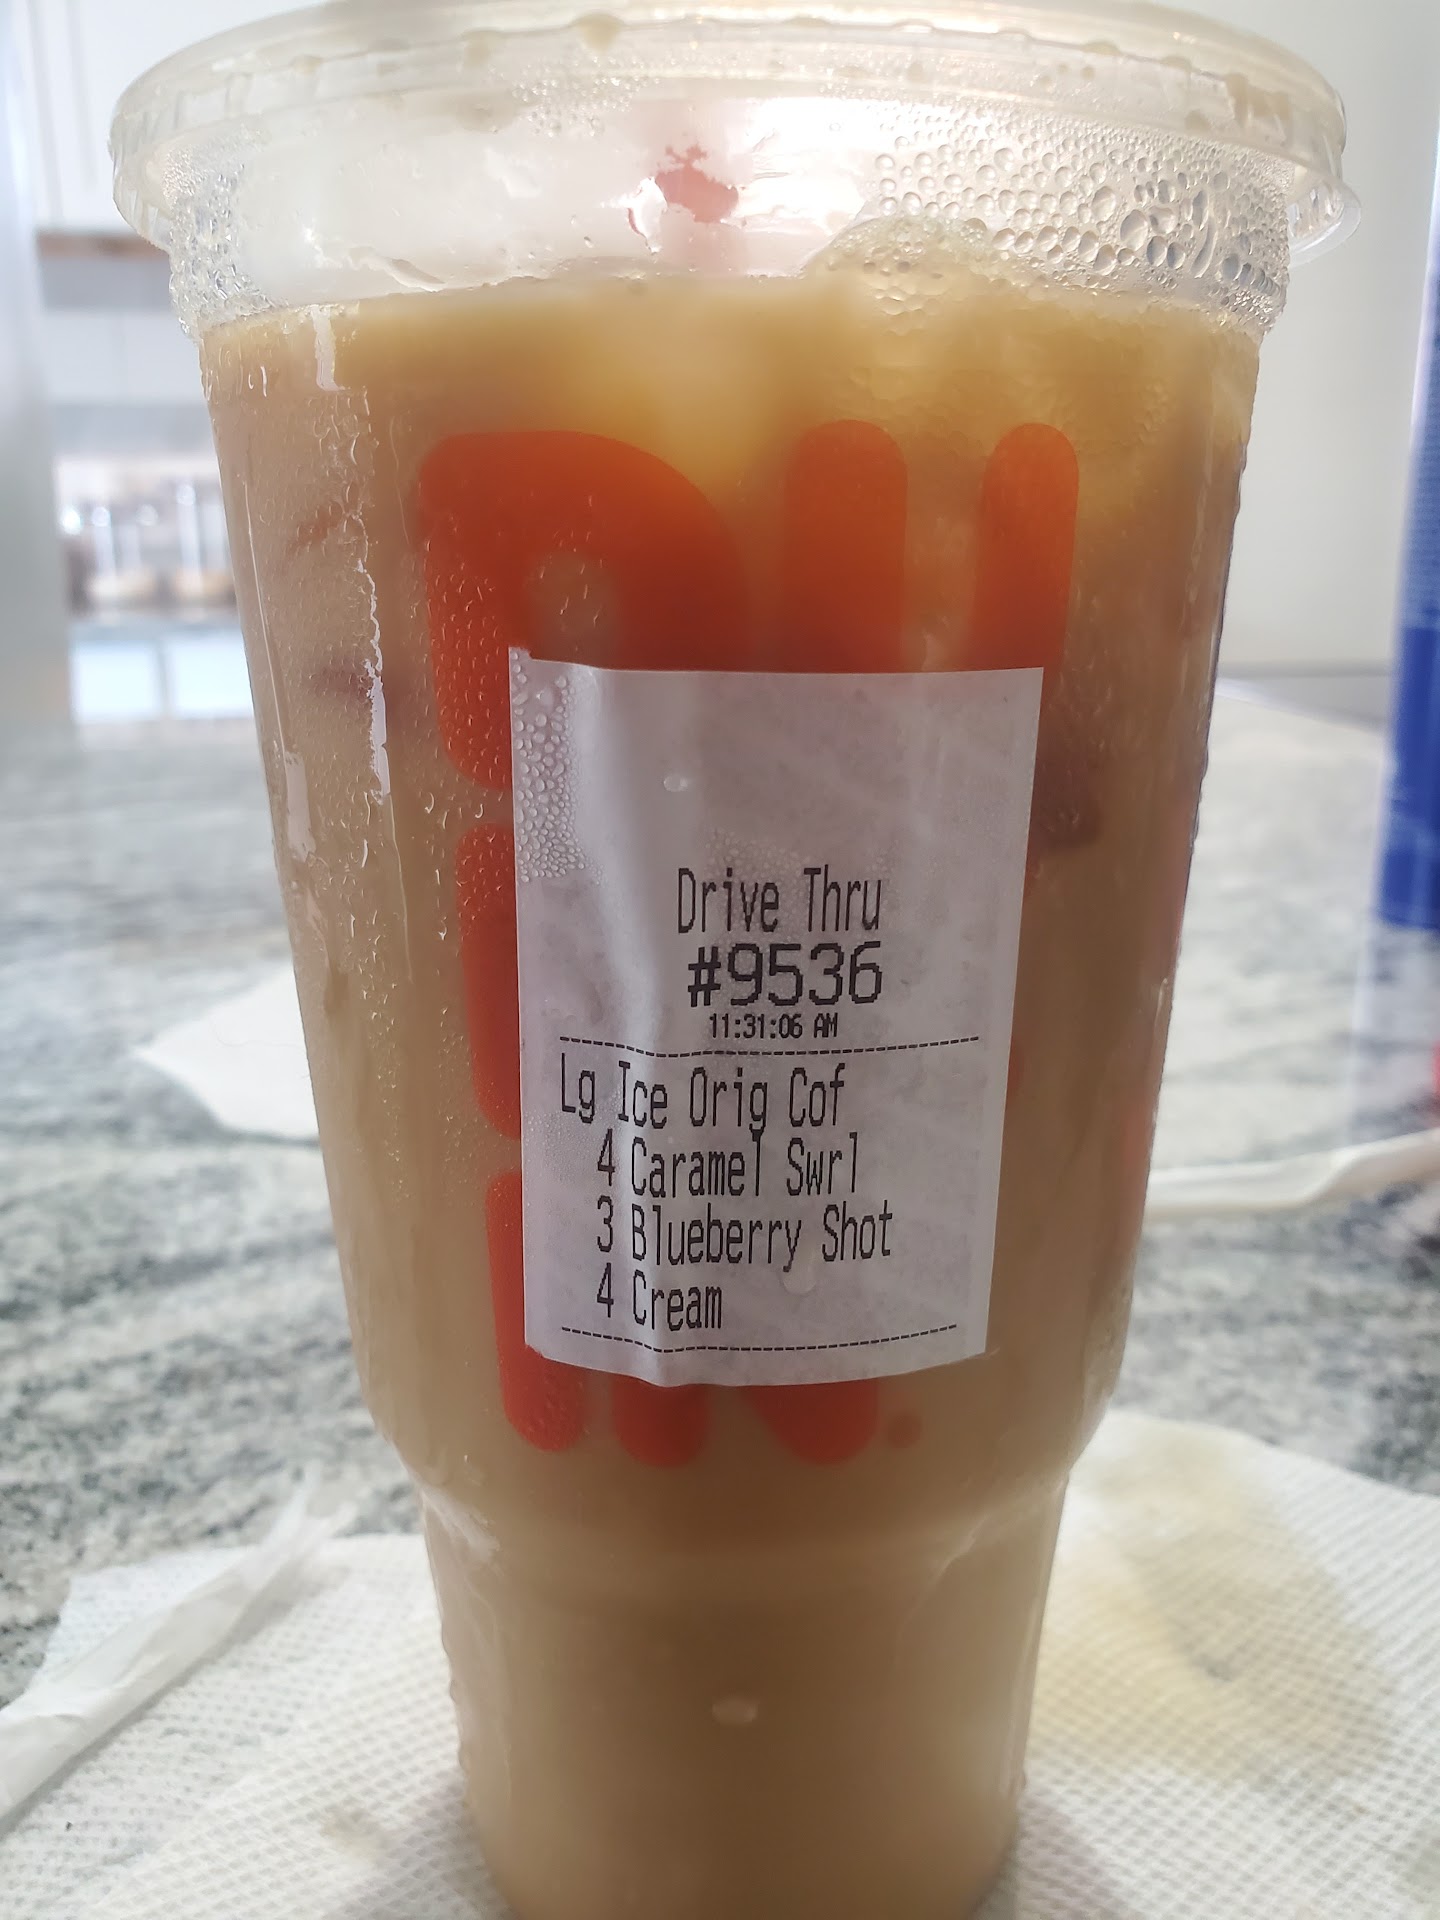 DU
Drive Thru
#9536
11:31:06 AM
Lg Ice Orig Cof
4 Caramel Swrl
3 Blueberry Shot
4 Cream